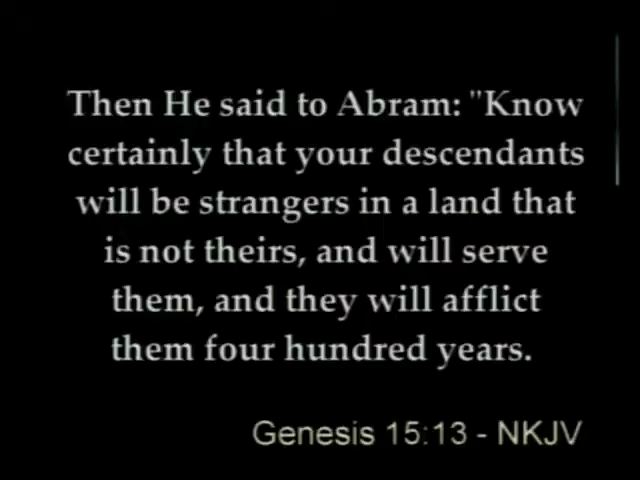 Then He said to Abram: "Know
certainly that your descendants
will be strangers in a land that
is not theirs, and will serve
them, and they will afflict
them four hundred years.
Genesis 15:13 - NKJV